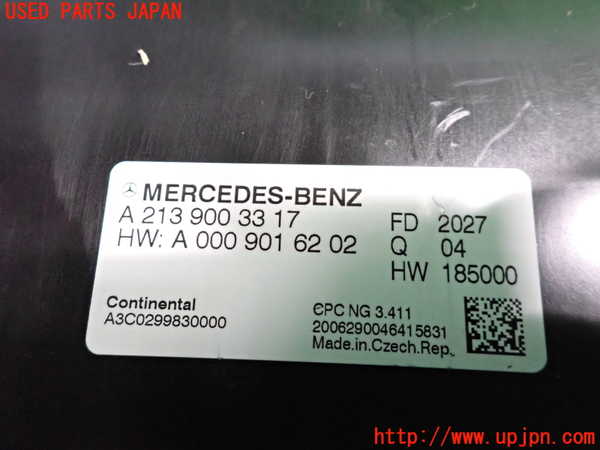 USED PARTS JAPAN
MERCEDES-BENZ
A 213 900 33 17
HW: A 000 901 62 02
FD 2027
Q 04
HW 185000
Continental
A3C0299830000
CPC NG 3.411
2006290046415831
Made.in.Czech.Rep.
http://www.upjpn.com/